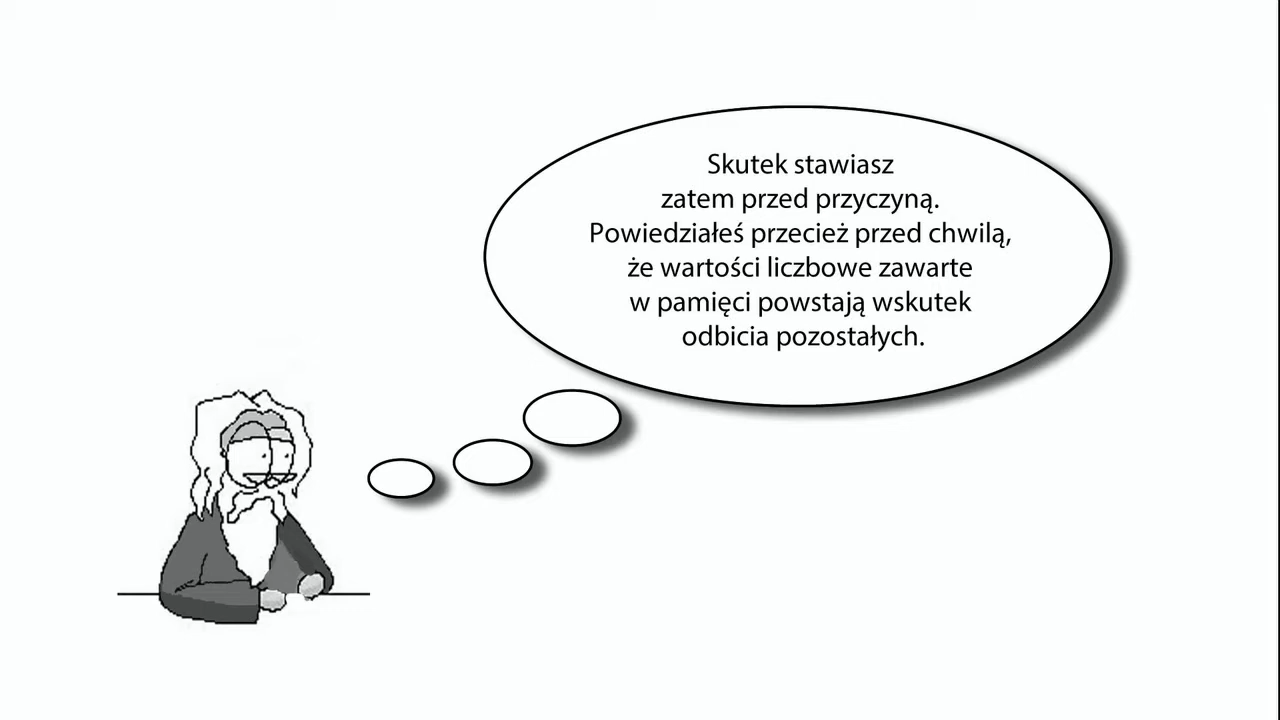 Skutek stawiasz
zatem przed przyczyną.
Powiedziałeś przecież przed chwilą,
że wartości liczbowe zawarte
w pamięci powstają wskutek
odbicia pozostałych.